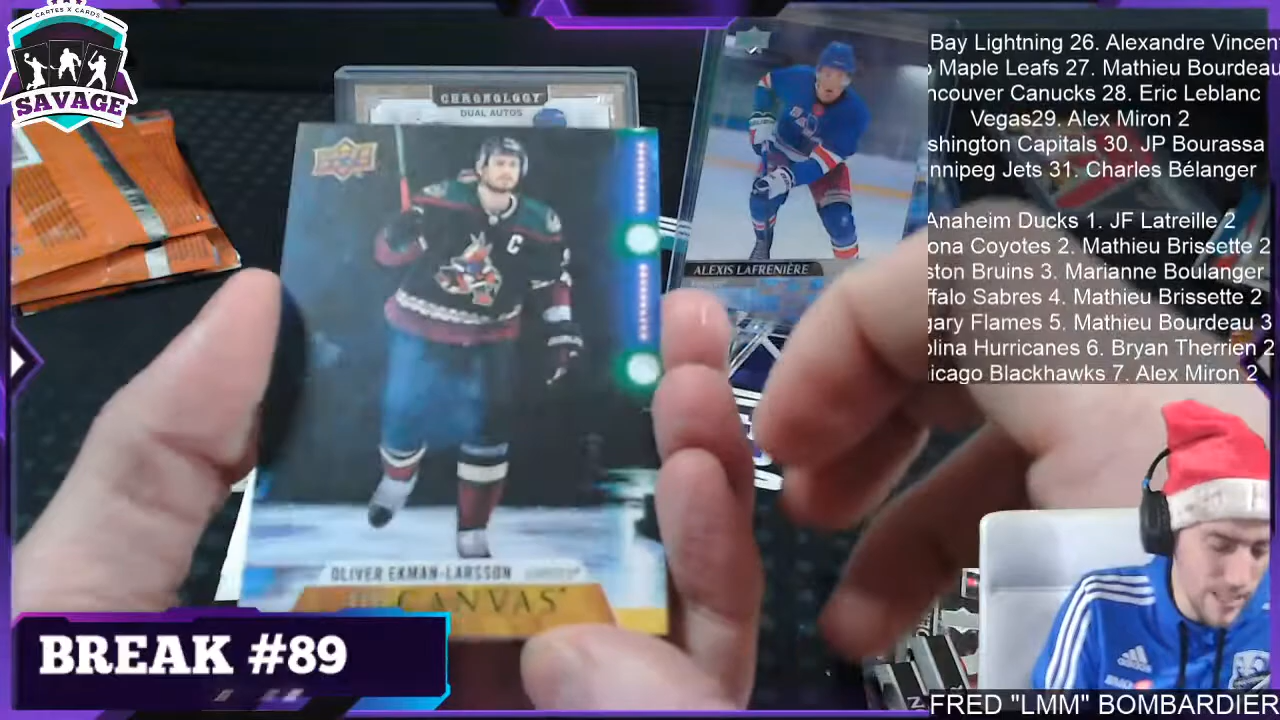 CARTES X CARDS
SAVAGE
CHRONOLOGY
DUAL AUTOS
C
OLIVER EKMAN-LARSSON
CANVAS
ALEXIS LAFRENIÈRE
BREAK #89
Bay Lightning 26. Alexandre Vincen
Maple Leafs 27. Mathieu Bourdeau
ncouver Canucks 28. Eric Leblanc
Vegas29. Alex Miron 2
shington Capitals 30. JP Bourassa
nnipeg Jets 31. Charles Bélanger
Anaheim Ducks 1. JF Latreille 2
ona Coyotes 2. Mathieu Brissette 2
ston Bruins 3. Marianne Boulanger
ffalo Sabres 4. Mathieu Brissette 2
gary Flames 5. Mathieu Bourdeau 3
olina Hurricanes 6. Bryan Therrien 2
icago Blackhawks 7. Alex Miron 2
adidas
FRED "LMM" BOMBARDIER